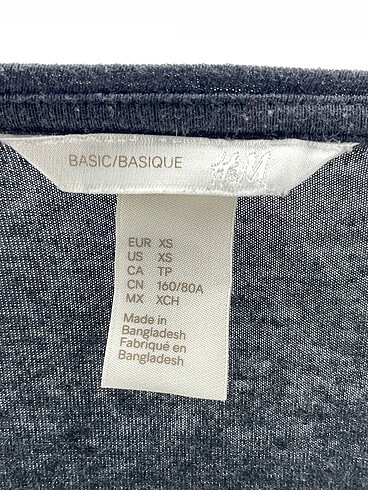 BASIC/BASIQUE H&M
EUR XS
US XS
CA TP
CN 160/80A
MX XCH
Made in
Bangladesh
Fabriqué en
Bangladesh